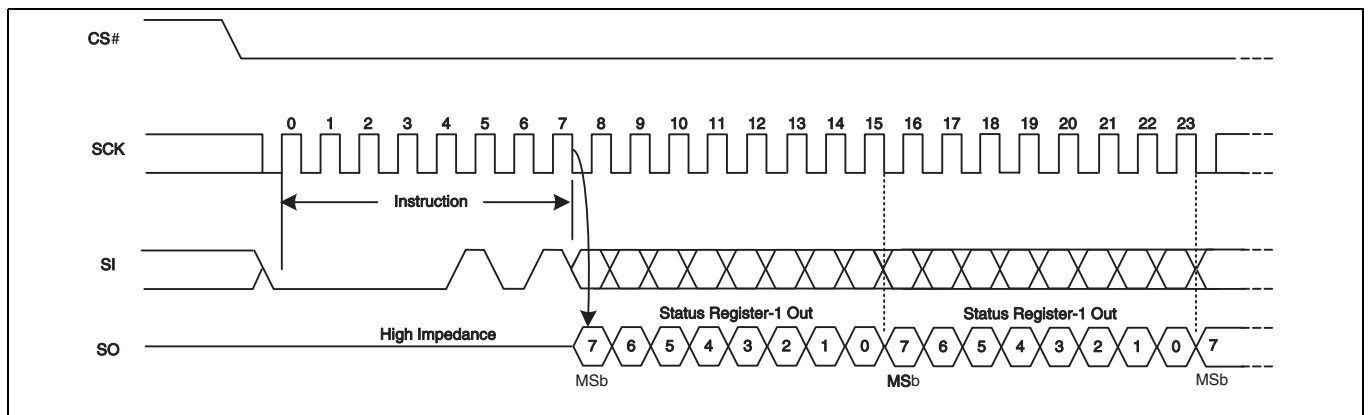 CS#
0 1 2 3 4 5 6 7 8 9 10 11 12 13 14 15 16 17 18 19 20 21 22 23
SCK
Instruction
SI
Status Register-1 Out Status Register-1 Out
High Impedance
SO 7 6 5 4 3 2 1 0 7 6 5 4 3 2 1 0 7
MSb MSb MSb